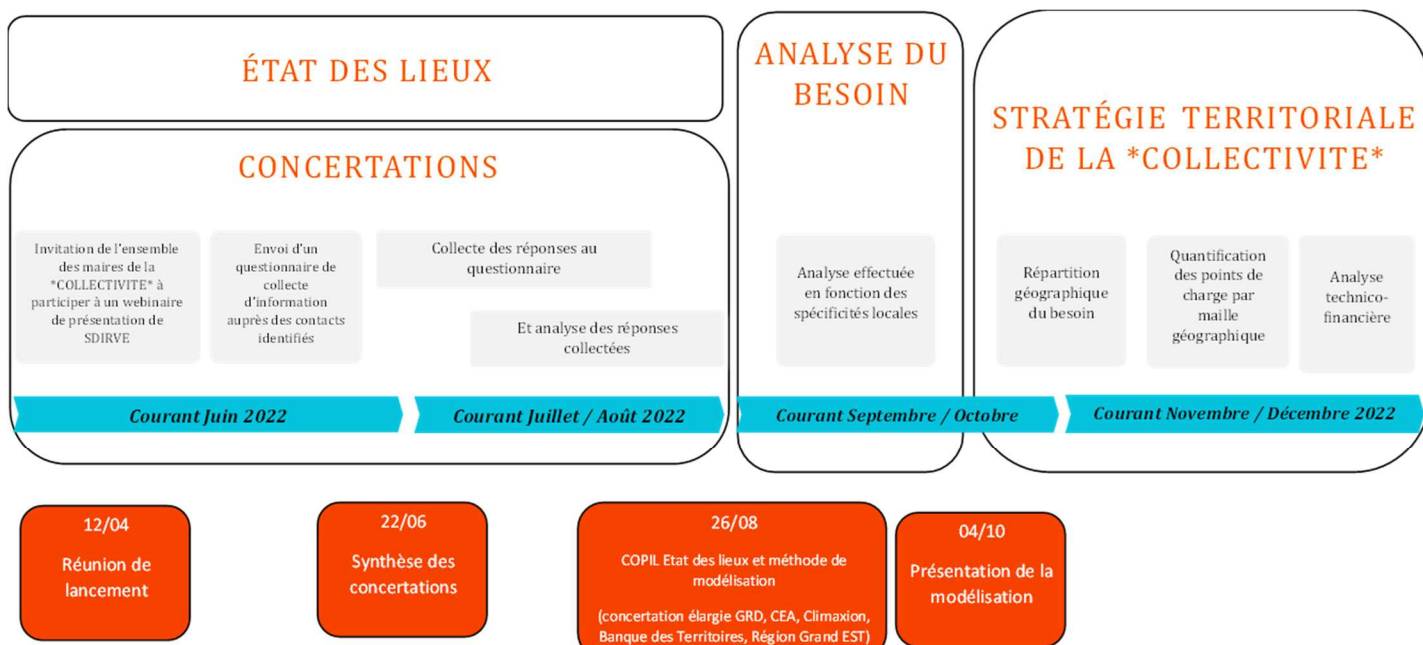 ÉTAT DES LIEUX
CONCERTATIONS
Invitation de l'ensemble
des maires de la
*COLLECTIVITE* à
participer à un webinaire
de présentation de
SDIRVE
Envoi d'un
questionnaire de
collecte
d'information
auprès des contacts
identifiés
Collecte des réponses au
questionnaire
Et analyse des réponses
collectées
ANALYSE DU
BESOIN
Analyse effectuée
en fonction des
spécificités locales
STRATÉGIE TERRITORIALE
DE LA *COLLECTIVITE*
Répartition
géographique
du besoin
Quantification
des points de
charge par
maille
géographique
Analyse
technico-
financière
Courant Juin 2022
Courant Juillet / Août 2022
Courant Septembre / Octobre
Courant Novembre / Décembre 2022
12/04
Réunion de
lancement
22/06
Synthèse des
concertations
26/08
COPIL Etat des lieux et méthode de
modélisation
(concertation élargie GRD, CEA, Climaxion,
Banque des Territoires, Région Grand EST)
04/10
Présentation de la
modélisation